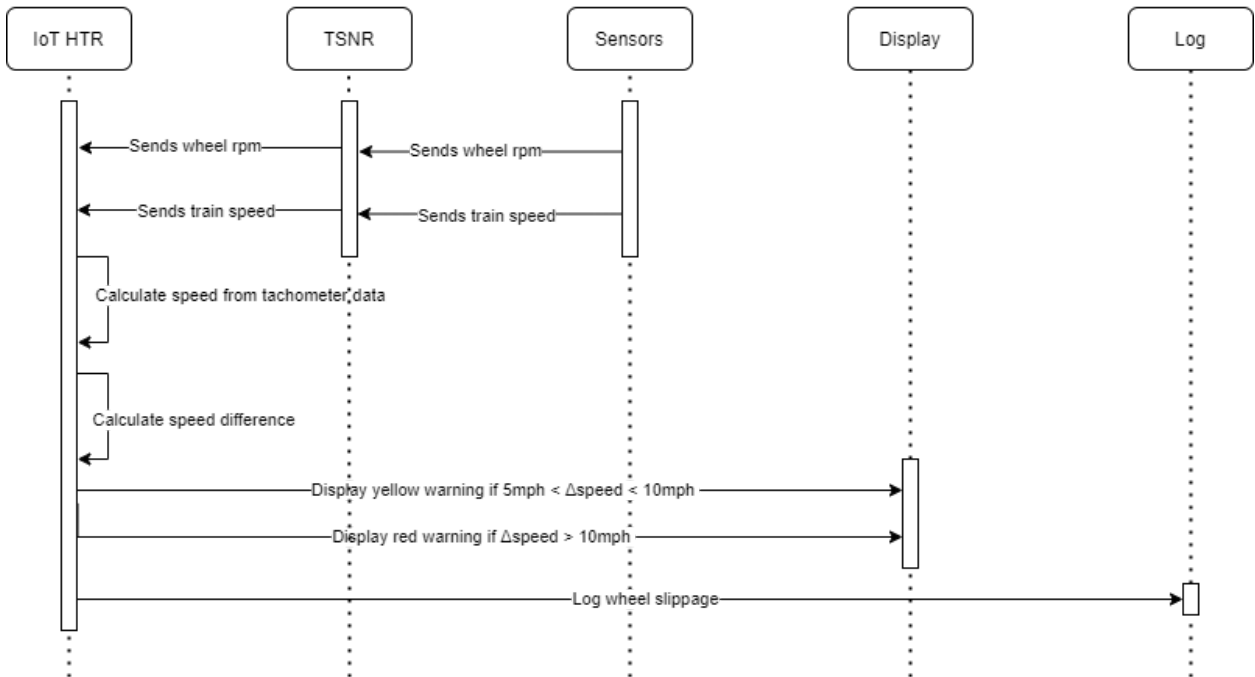 IoT HTR
TSNR
Sensors
Display
Log
Sends wheel rpm
Sends wheel rpm
Sends train speed
Sends train speed
Calculate speed from tachometer data
Calculate speed difference
Display yellow warning if 5mph < Δspeed < 10mph
Display red warning if Δspeed > 10mph
Log wheel slippage